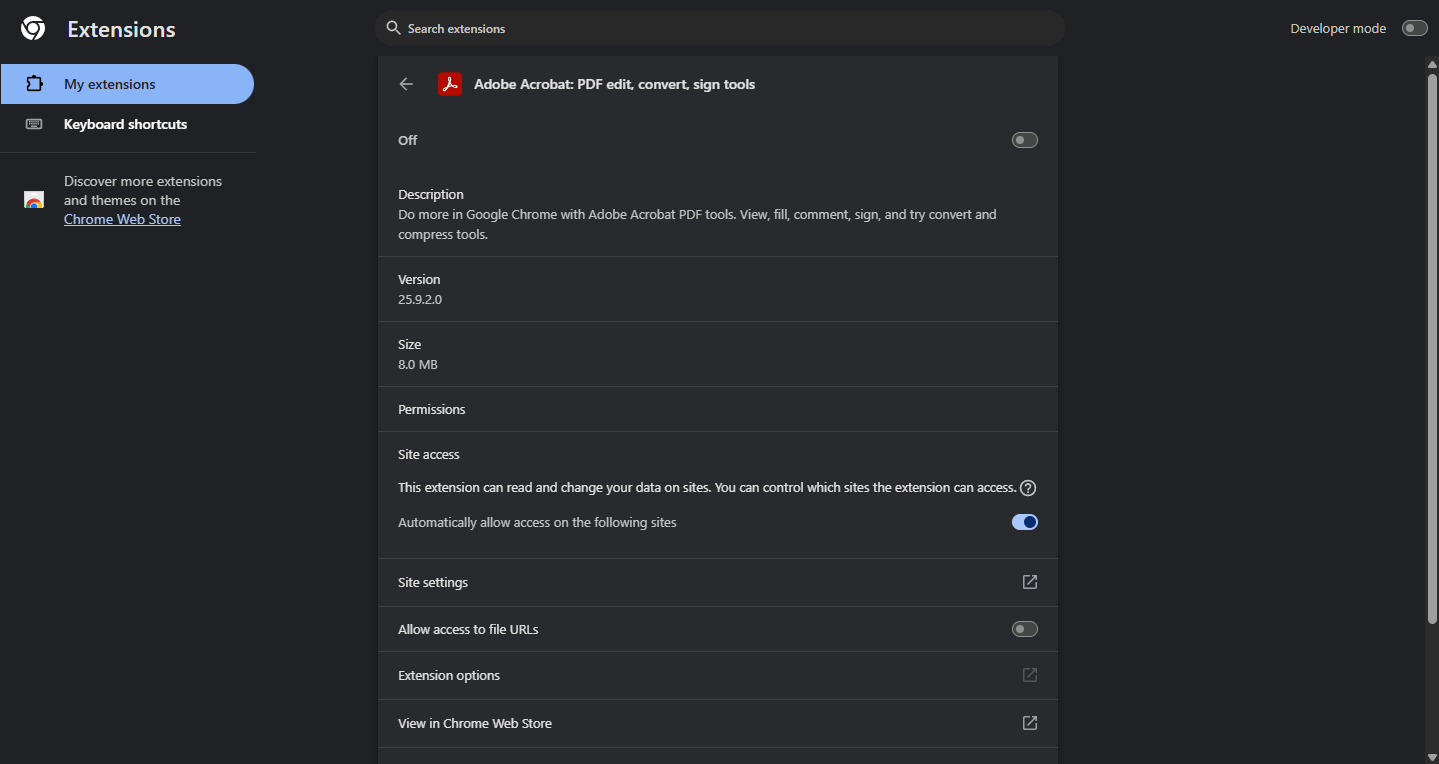 Extensions
Search extensions
Developer mode
My extensions
Keyboard shortcuts
Discover more extensions
and themes on the
Chrome Web Store
Adobe Acrobat: PDF edit, convert, sign tools
Off
Description
Do more in Google Chrome with Adobe Acrobat PDF tools. View, fill, comment, sign, and try convert and
compress tools.
Version
25.9.2.0
Size
8.0 MB
Permissions
Site access
This extension can read and change your data on sites. You can control which sites the extension can access.
Automatically allow access on the following sites
Site settings
Allow access to file URLs
Extension options
View in Chrome Web Store